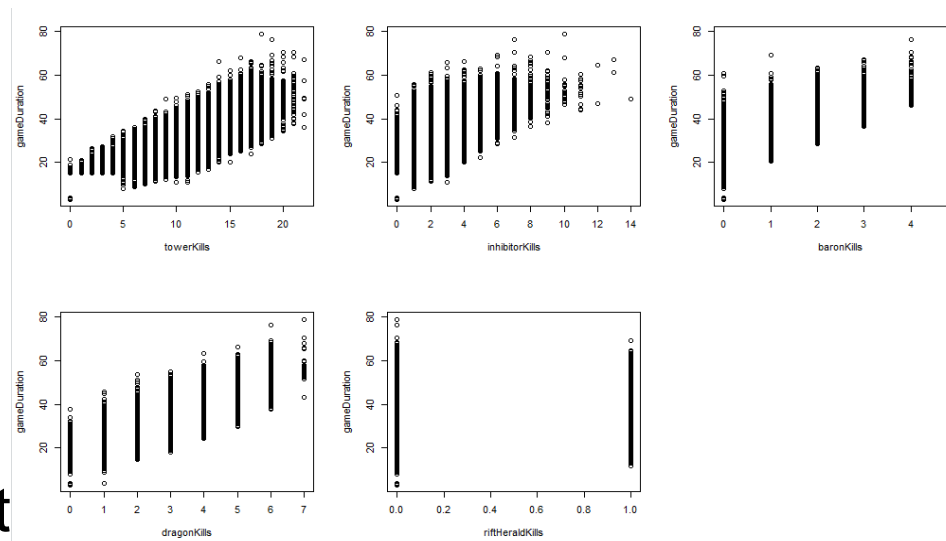 80
60
40
20
gameDuration
0 5 10 15 20
towerKills
80
60
40
20
gameDuration
0 2 4 6 8 10 12 14
inhibitorKills
80
60
40
20
gameDuration
0 1 2 3 4
baronKills
80
60
40
20
gameDuration
0 1 2 3 4 5 6 7
dragonKills
80
60
40
20
gameDuration
0.0 0.2 0.4 0.6 0.8 1.0
riftHeraldKills
t